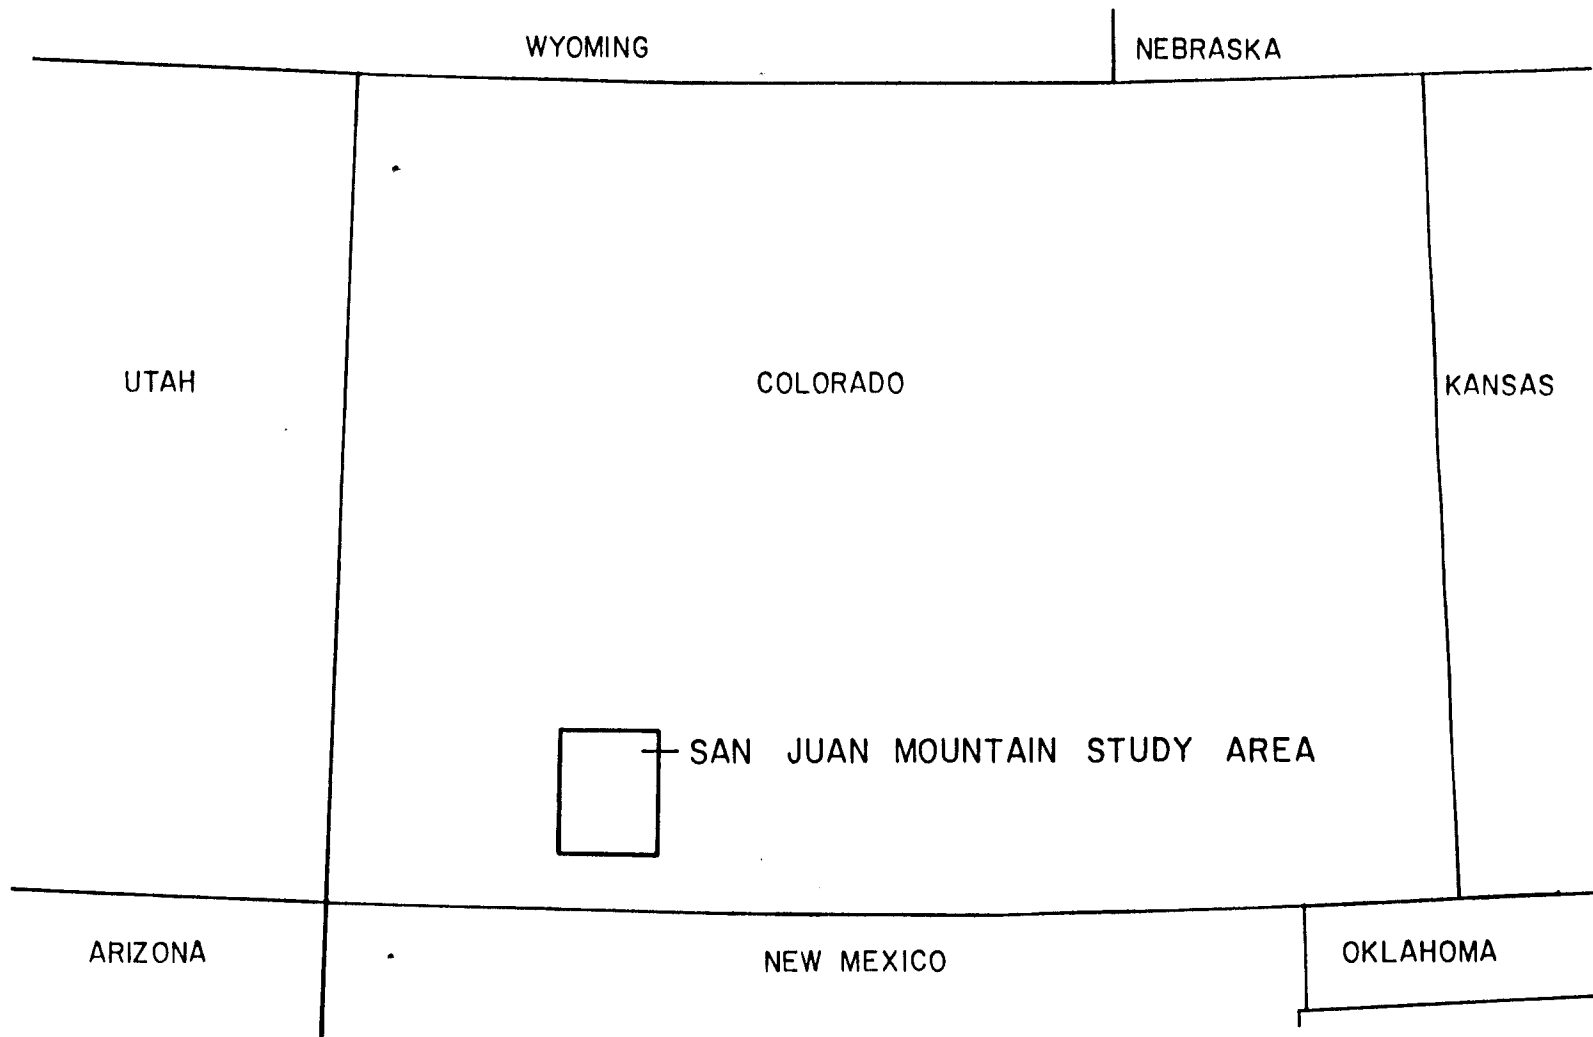 WYOMING
NEBRASKA
UTAH
COLORADO
KANSAS
SAN JUAN MOUNTAIN STUDY AREA
ARIZONA
NEW MEXICO
OKLAHOMA